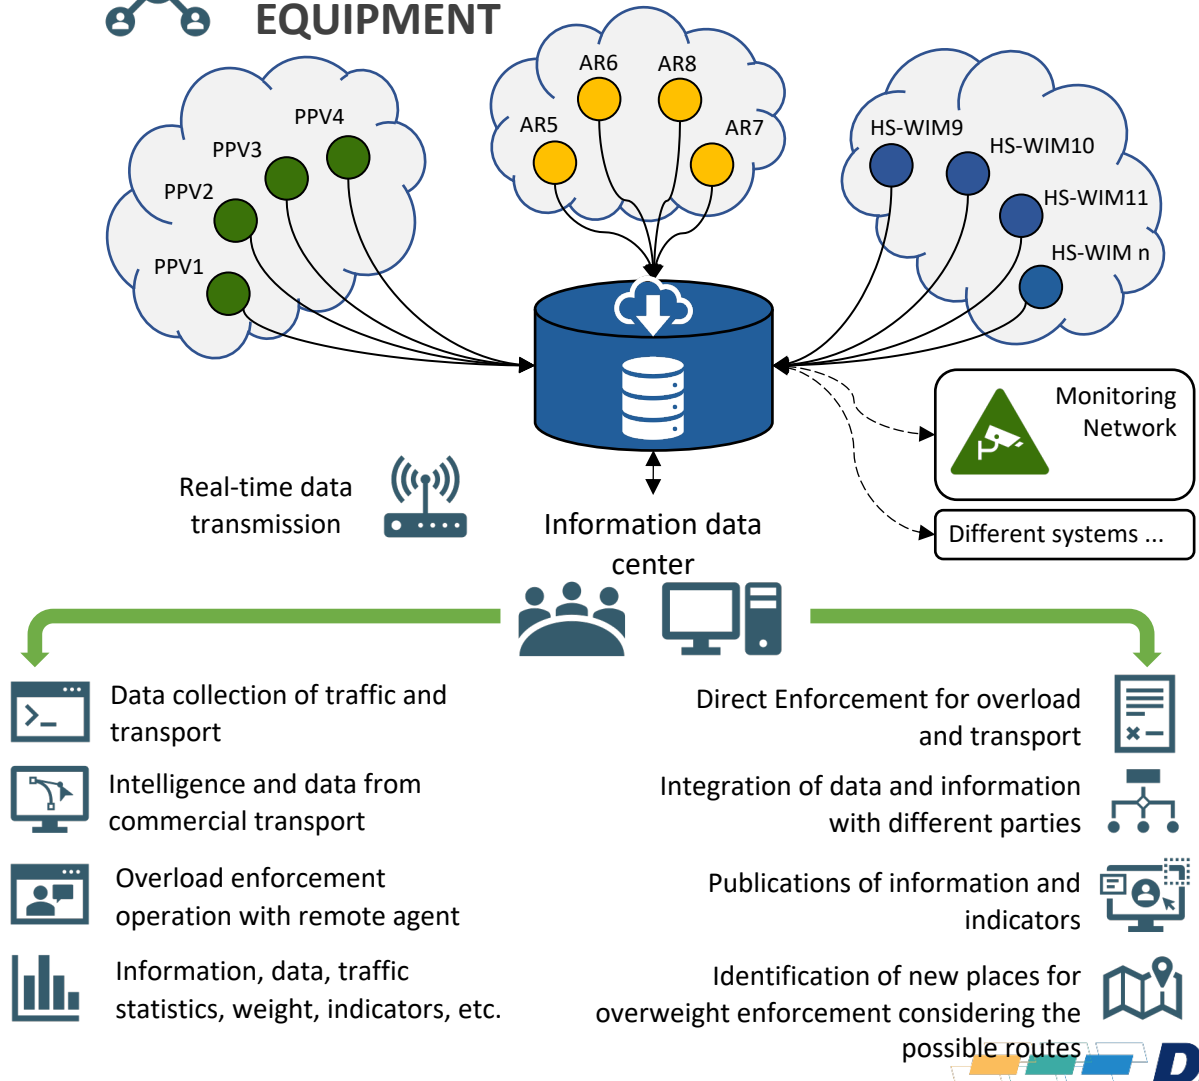 EQUIPMENT
PPV4
PPV3
PPV2
PPV1
AR6
AR8
AR5
AR7
HS-WIM9
HS-WIM10
HS-WIM11
HS-WIM n
Monitoring
Network
Different systems ...
Real-time data
transmission
Information data
center
Data collection of traffic and
transport
Intelligence and data from
commercial transport
Overload enforcement
operation with remote agent
Information, data, traffic
statistics, weight, indicators, etc.
Direct Enforcement for overload
and transport
Integration of data and information
with different parties
Publications of information and
indicators
Identification of new places for
overweight enforcement considering the
possible routes